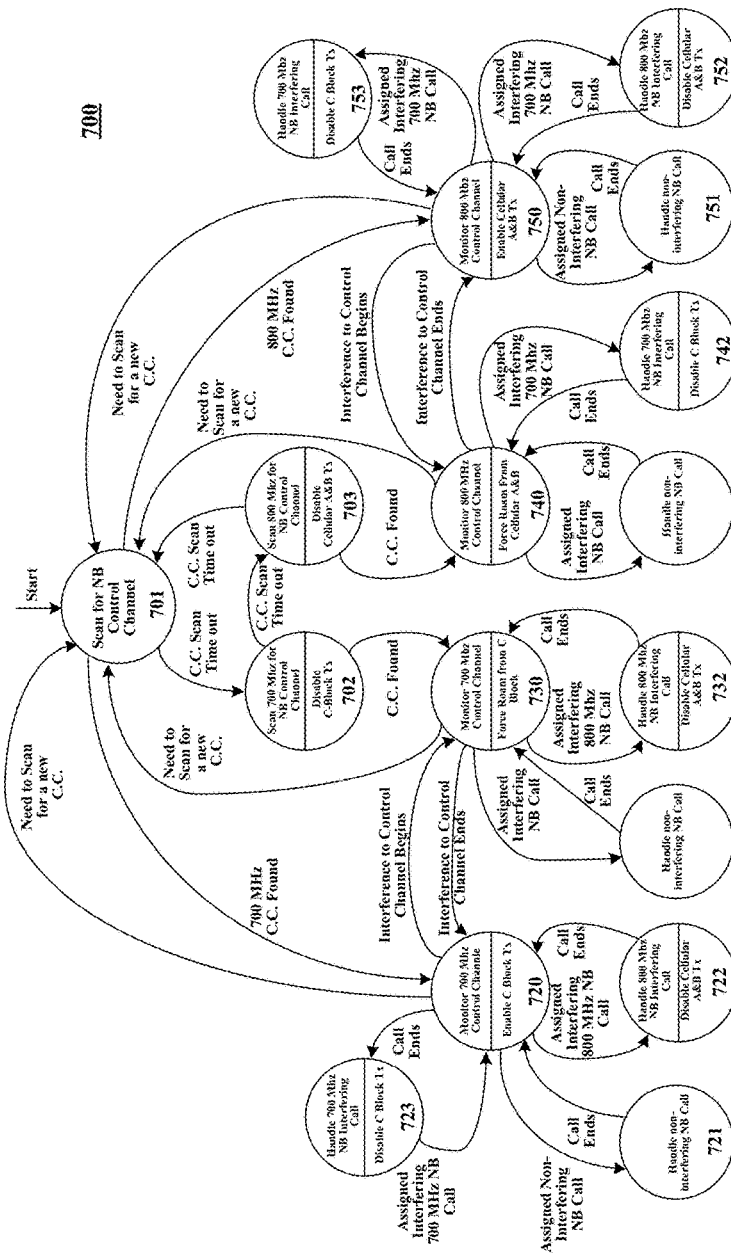 700
Start
Scan for NB
Control
Channel
701
Need to Scan
for a new
C.C.
700 MHz
C.C. Found
Need to Scan
for a new
C.C.
800 MHz
C.C. Found
C.C. Scan
Time out
C.C. Scan
Time out
C.C. Scan
Time out
Scan 700 Mhz for
NB Control
Channel
Disable
C-Block Tx
702
Scan 800 Mhz for
NB Control
Channel
Disable
Cellular A&B Tx
703
Need to
Scan for
a new
C.C.
Need to
Scan for
a new
C.C.
C.C. Found
C.C. Found
Interference to Control
Channel Begins
Interference to Control
Channel Ends
Interference to Control
Channel Begins
Interference to Control
Channel Ends
Handle 700 Mhz
NB Interfering
Call
Disable C Block Tx
723
Call
Ends
Assigned
Interfering
700 MHz NB
Call
Monitor 700 Mhz
Control Channle
Enable C Block Tx
720
Assigned Non-
Interfering
NB Call
Call
Ends
Handle non-
interfering NB Call
721
Assigned
Interfering
800 MHz NB
Call
Call
Ends
Handle 800 Mhz
NB Interfering
Call
Disable Cellular
A&B Tx
722
Monitor 700 Mhz
Control Channel
Force Roam from C
Block
730
Assigned
Interfering
NB Call
Call
Ends
Handle non-
interfering NB Call
Assigned
Interfering
800 Mhz
NB Call
Call
Ends
Handle 800 Mhz
NB Interfering
Call
Disable Cellular
A&B Tx
732
Monitor 800 MHz
Control Channel
Force Roam From
Cellular A&B
740
Assigned
Interfering
NB Call
Call
Ends
Handle non-
interfering NB Call
Assigned
Interfering
700 Mhz
NB Call
Call
Ends
Handle 700 Mhz
NB Interfering
Call
Disable C Block Tx
742
Monitor 800 Mhz
Control Channel
Enable Cellular
A&B Tx
750
Assigned Non-
Interfering
NB Call
Call
Ends
Handle non-
interfering NB Call
751
Assigned
Interfering
700 Mhz
NB Call
Call
Ends
Handle 800 Mhz
NB Interfering
Call
Disable Cellular
A&B Tx
752
Assigned
Interfering
700 Mhz
NB Call
Call
Ends
Handle 700 Mhz
NB Interfering
Call
Disable C Block Tx
753